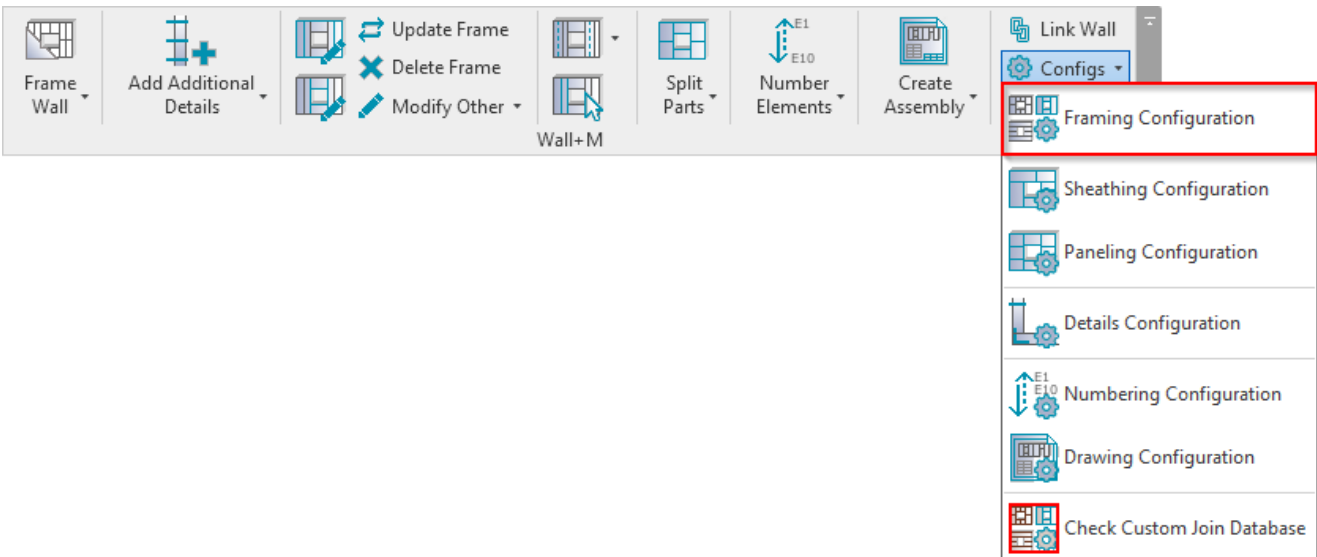 Frame
Wall
Add Additional
Details
Update Frame
Delete Frame
Modify Other
Split
Parts
E1
E10
Number
Elements
Create
Assembly
Link Wall
Configs
Wall+M
Framing Configuration
Sheathing Configuration
Paneling Configuration
Details Configuration
E1
E10
Numbering Configuration
Drawing Configuration
Check Custom Join Database